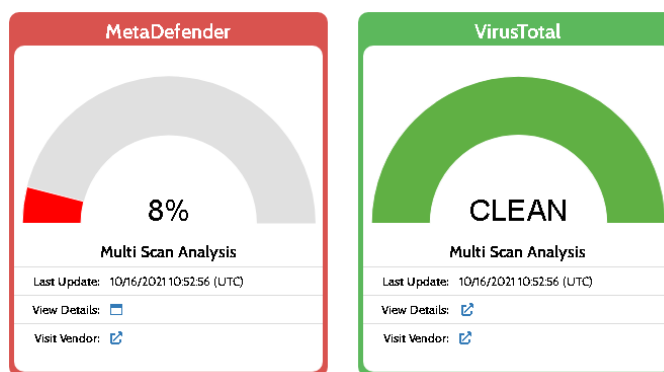 MetaDefender
8%
Multi Scan Analysis
Last Update: 10/16/2021 10:52:56 (UTC)
View Details:
Visit Vendor:
VirusTotal
CLEAN
Multi Scan Analysis
Last Update: 10/16/2021 10:52:56 (UTC)
View Details:
Visit Vendor: